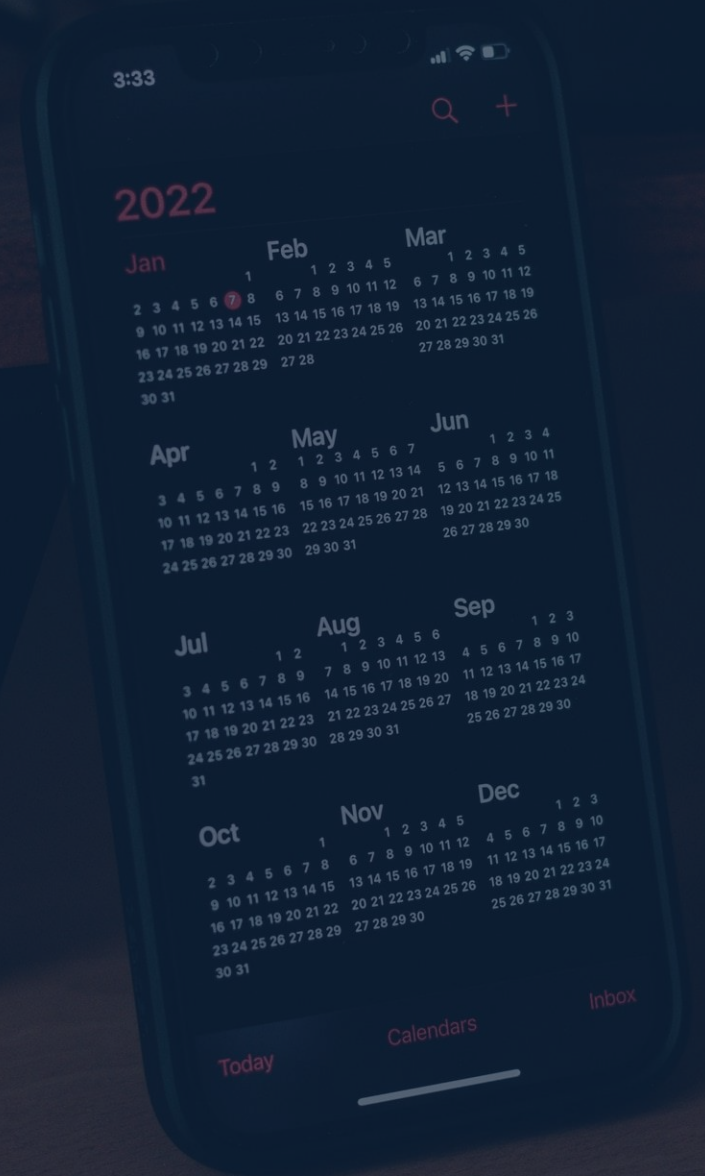 3:33
2022
Jan
1
2 3 4 5 6 7 8
9 10 11 12 13 14 15
16 17 18 19 20 21 22
23 24 25 26 27 28 29
30 31
Feb
1 2 3 4 5
6 7 8 9 10 11 12
13 14 15 16 17 18 19
20 21 22 23 24 25 26
27 28
Mar
1 2 3 4 5
6 7 8 9 10 11 12
13 14 15 16 17 18 19
20 21 22 23 24 25 26
27 28 29 30 31
Apr
1 2
3 4 5 6 7 8 9
10 11 12 13 14 15 16
17 18 19 20 21 22 23
24 25 26 27 28 29 30
May
1 2 3 4 5 6 7
8 9 10 11 12 13 14
15 16 17 18 19 20 21
22 23 24 25 26 27 28
29 30 31
Jun
1 2 3 4
5 6 7 8 9 10 11
12 13 14 15 16 17 18
19 20 21 22 23 24 25
26 27 28 29 30
Jul
1 2
3 4 5 6 7 8 9
10 11 12 13 14 15 16
17 18 19 20 21 22 23
24 25 26 27 28 29 30
31
Aug
1 2 3 4 5 6
7 8 9 10 11 12 13
14 15 16 17 18 19 20
21 22 23 24 25 26 27
28 29 30 31
Sep
1 2 3
4 5 6 7 8 9 10
11 12 13 14 15 16 17
18 19 20 21 22 23 24
25 26 27 28 29 30
Oct
1
2 3 4 5 6 7 8
9 10 11 12 13 14 15
16 17 18 19 20 21 22
23 24 25 26 27 28 29
30 31
Nov
1 2 3 4 5
6 7 8 9 10 11 12
13 14 15 16 17 18 19
20 21 22 23 24 25 26
27 28 29 30
Dec
1 2 3
4 5 6 7 8 9 10
11 12 13 14 15 16 17
18 19 20 21 22 23 24
25 26 27 28 29 30 31
Today
Calendars
Inbox